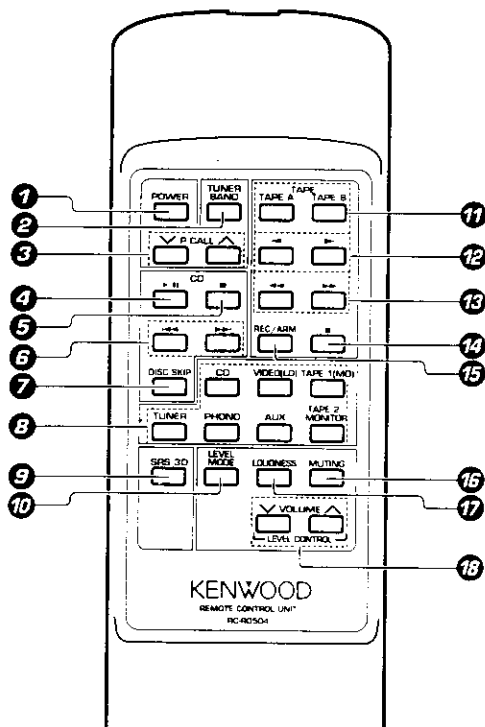 1
POWER
TUNER
BAND
TAPE
TAPE A
TAPE B
11
2
3
P.CALL
12
CD
4
5
13
6
REC/ARM
14
15
7
DISC SKIP
CD
VIDEO(LD)
TAPE 1(MD)
8
TUNER
PHONO
AUX
TAPE 2
MONITOR
9
SRS 3D
LEVEL
MODE
LOUDNESS
MUTING
16
10
17
VOLUME
LEVEL CONTROL
18
KENWOOD
REMOTE CONTROL UNIT
RC-R0504